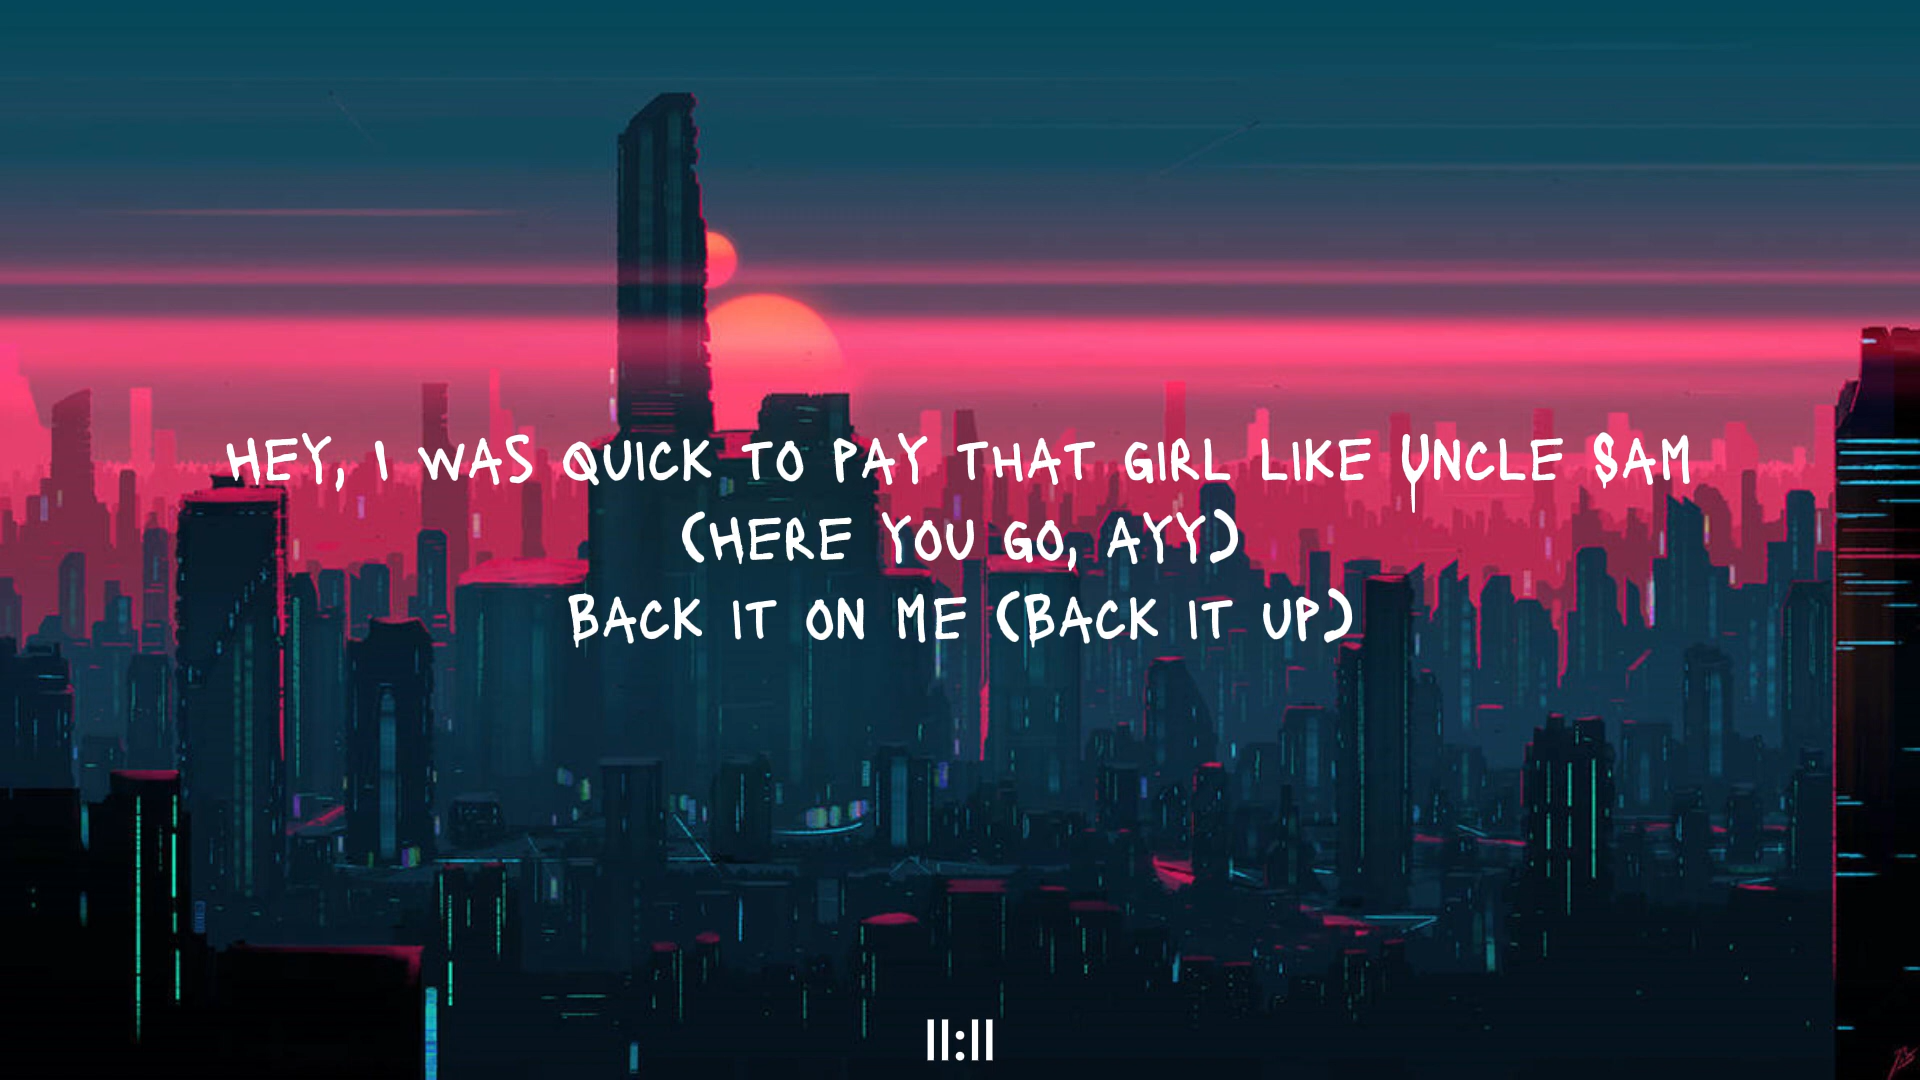 HEY, I WAS QUICK TO PAY THAT GIRL LIKE UNCLE $AM
(HERE YOU GO, AYY)
BACK IT ON ME (BACK IT UP)
11:11